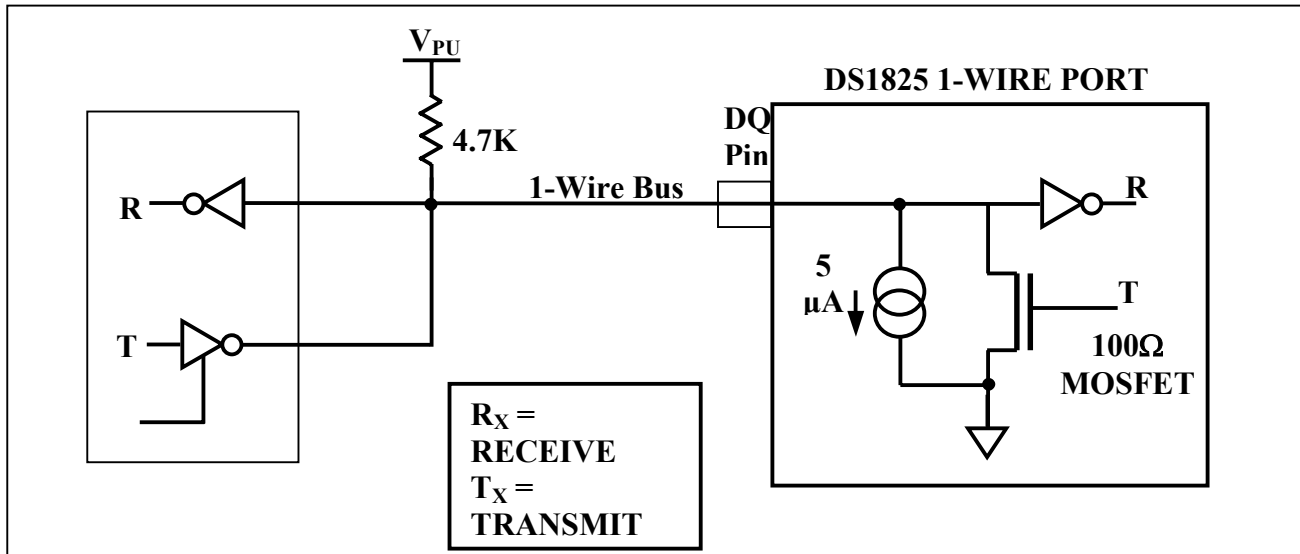 V_PU
4.7K
R
T
1-Wire Bus
DQ
Pin
DS1825 1-WIRE PORT
R
5
µA
T
100Ω
MOSFET
R_X =
RECEIVE
T_X =
TRANSMIT